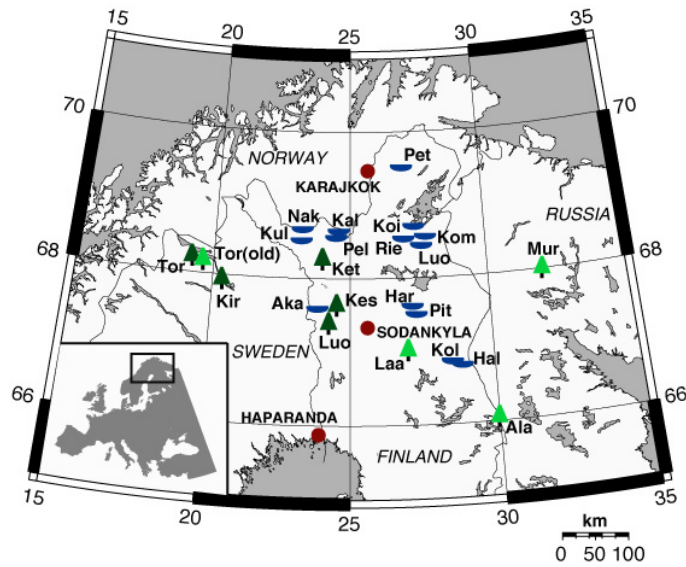 15
20
25
30
35
70
70
NORWAY
Pet
KARAJKOK
RUSSIA
Nak
Kal
Koi
Kul
Pel
Rie
Kom
68
Tor
Tor(old)
Ket
Luo
Mur
68
Kir
Aka
Kes
Har
Pit
SWEDEN
Luo
SODANKYLA
Laa
Kol
Hal
66
66
HAPARANDA
Ala
FINLAND
15
20
25
30
35
km
0 50 100